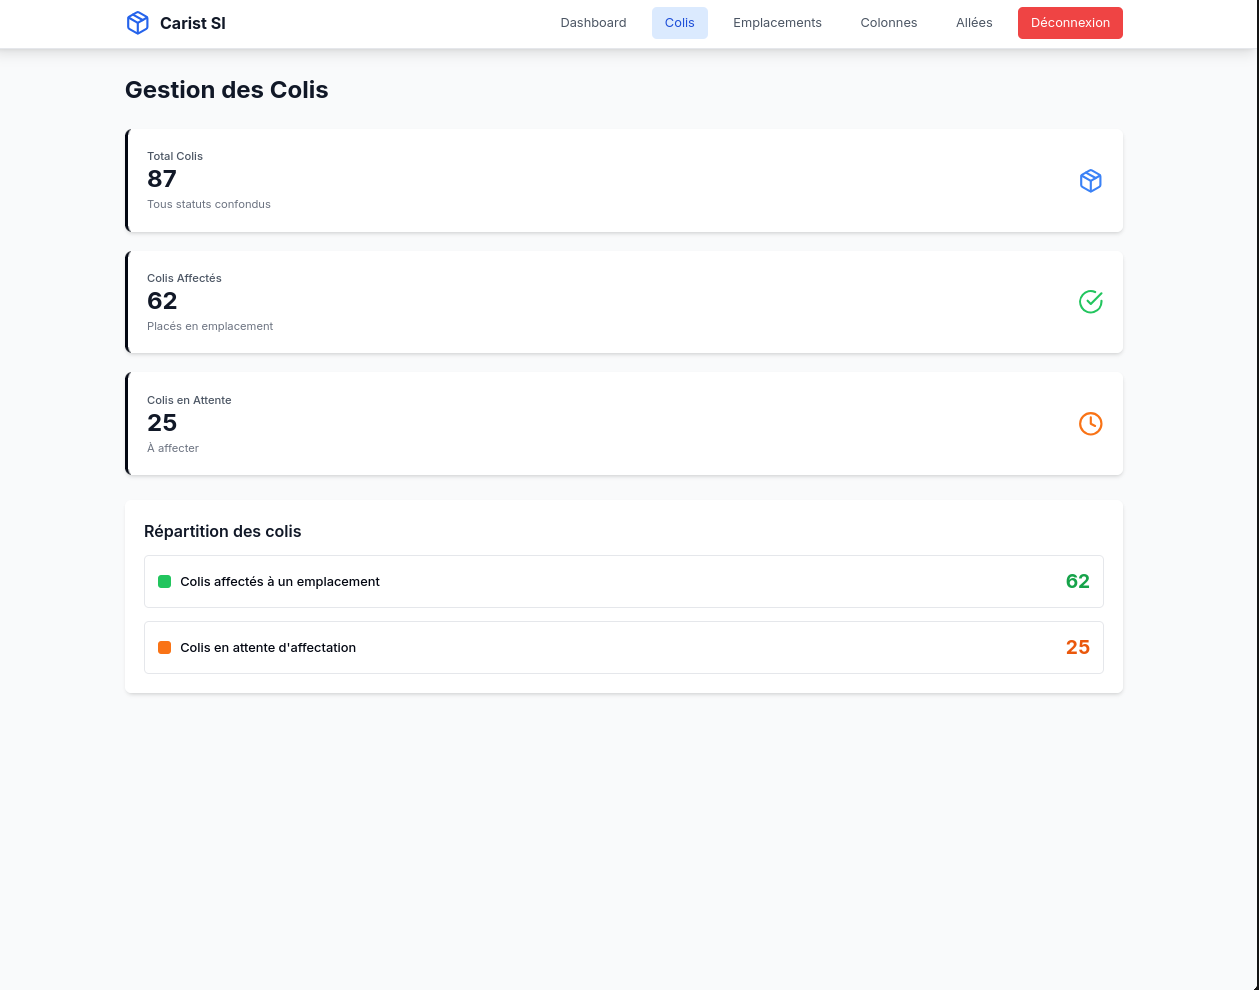 Carist SI
Dashboard
Colis
Emplacements
Colonnes
Allées
Déconnexion
Gestion des Colis
Total Colis
87
Tous statuts confondus
Colis Affectés
62
Placés en emplacement
Colis en Attente
25
À affecter
Répartition des colis
Colis affectés à un emplacement
62
Colis en attente d'affectation
25